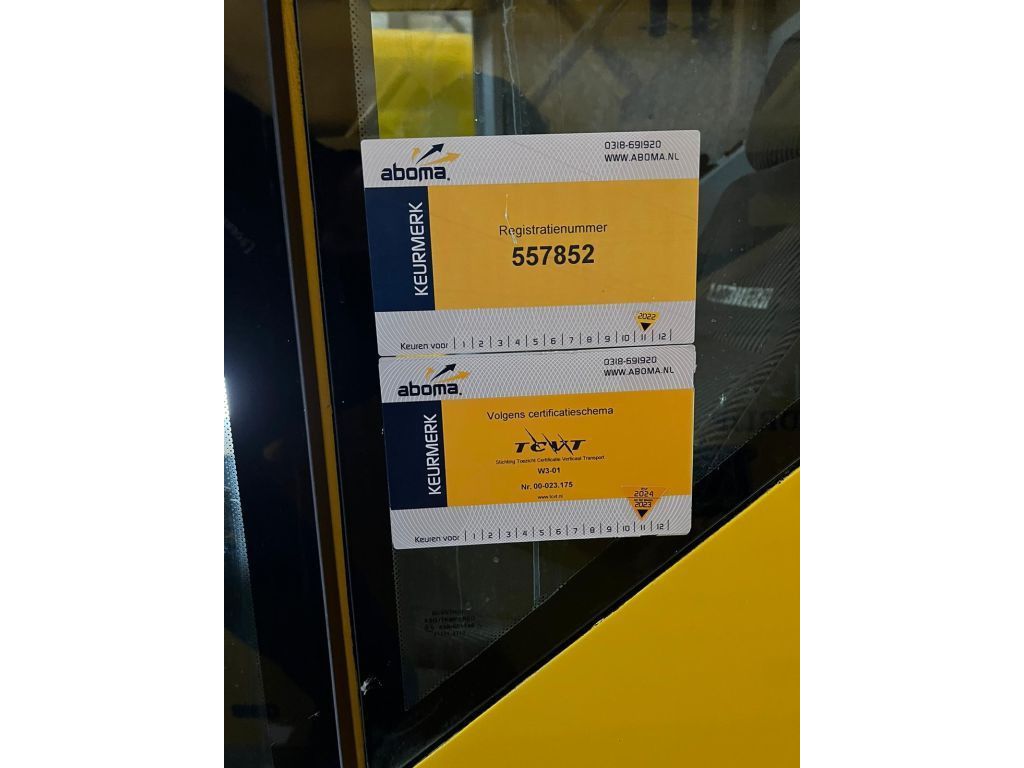 aboma
0318-691920
WWW.ABOMA.NL
KEURMERK
Registratienummer
557852
2022
Keuren voor | 1 | 2 | 3 | 4 | 5 | 6 | 7 | 8 | 9 | 10 | 11 | 12 |
aboma
0318-691920
WWW.ABOMA.NL
KEURMERK
Volgens certificatieschema
TCVT
Stichting Toezicht Certificatie Verticaal Transport
W3-01
Nr. 00-023.175
www.tcvt.nl
2024
2023
Keuren voor | 1 | 2 | 3 | 4 | 5 | 6 | 7 | 8 | 9 | 10 | 11 | 12 |